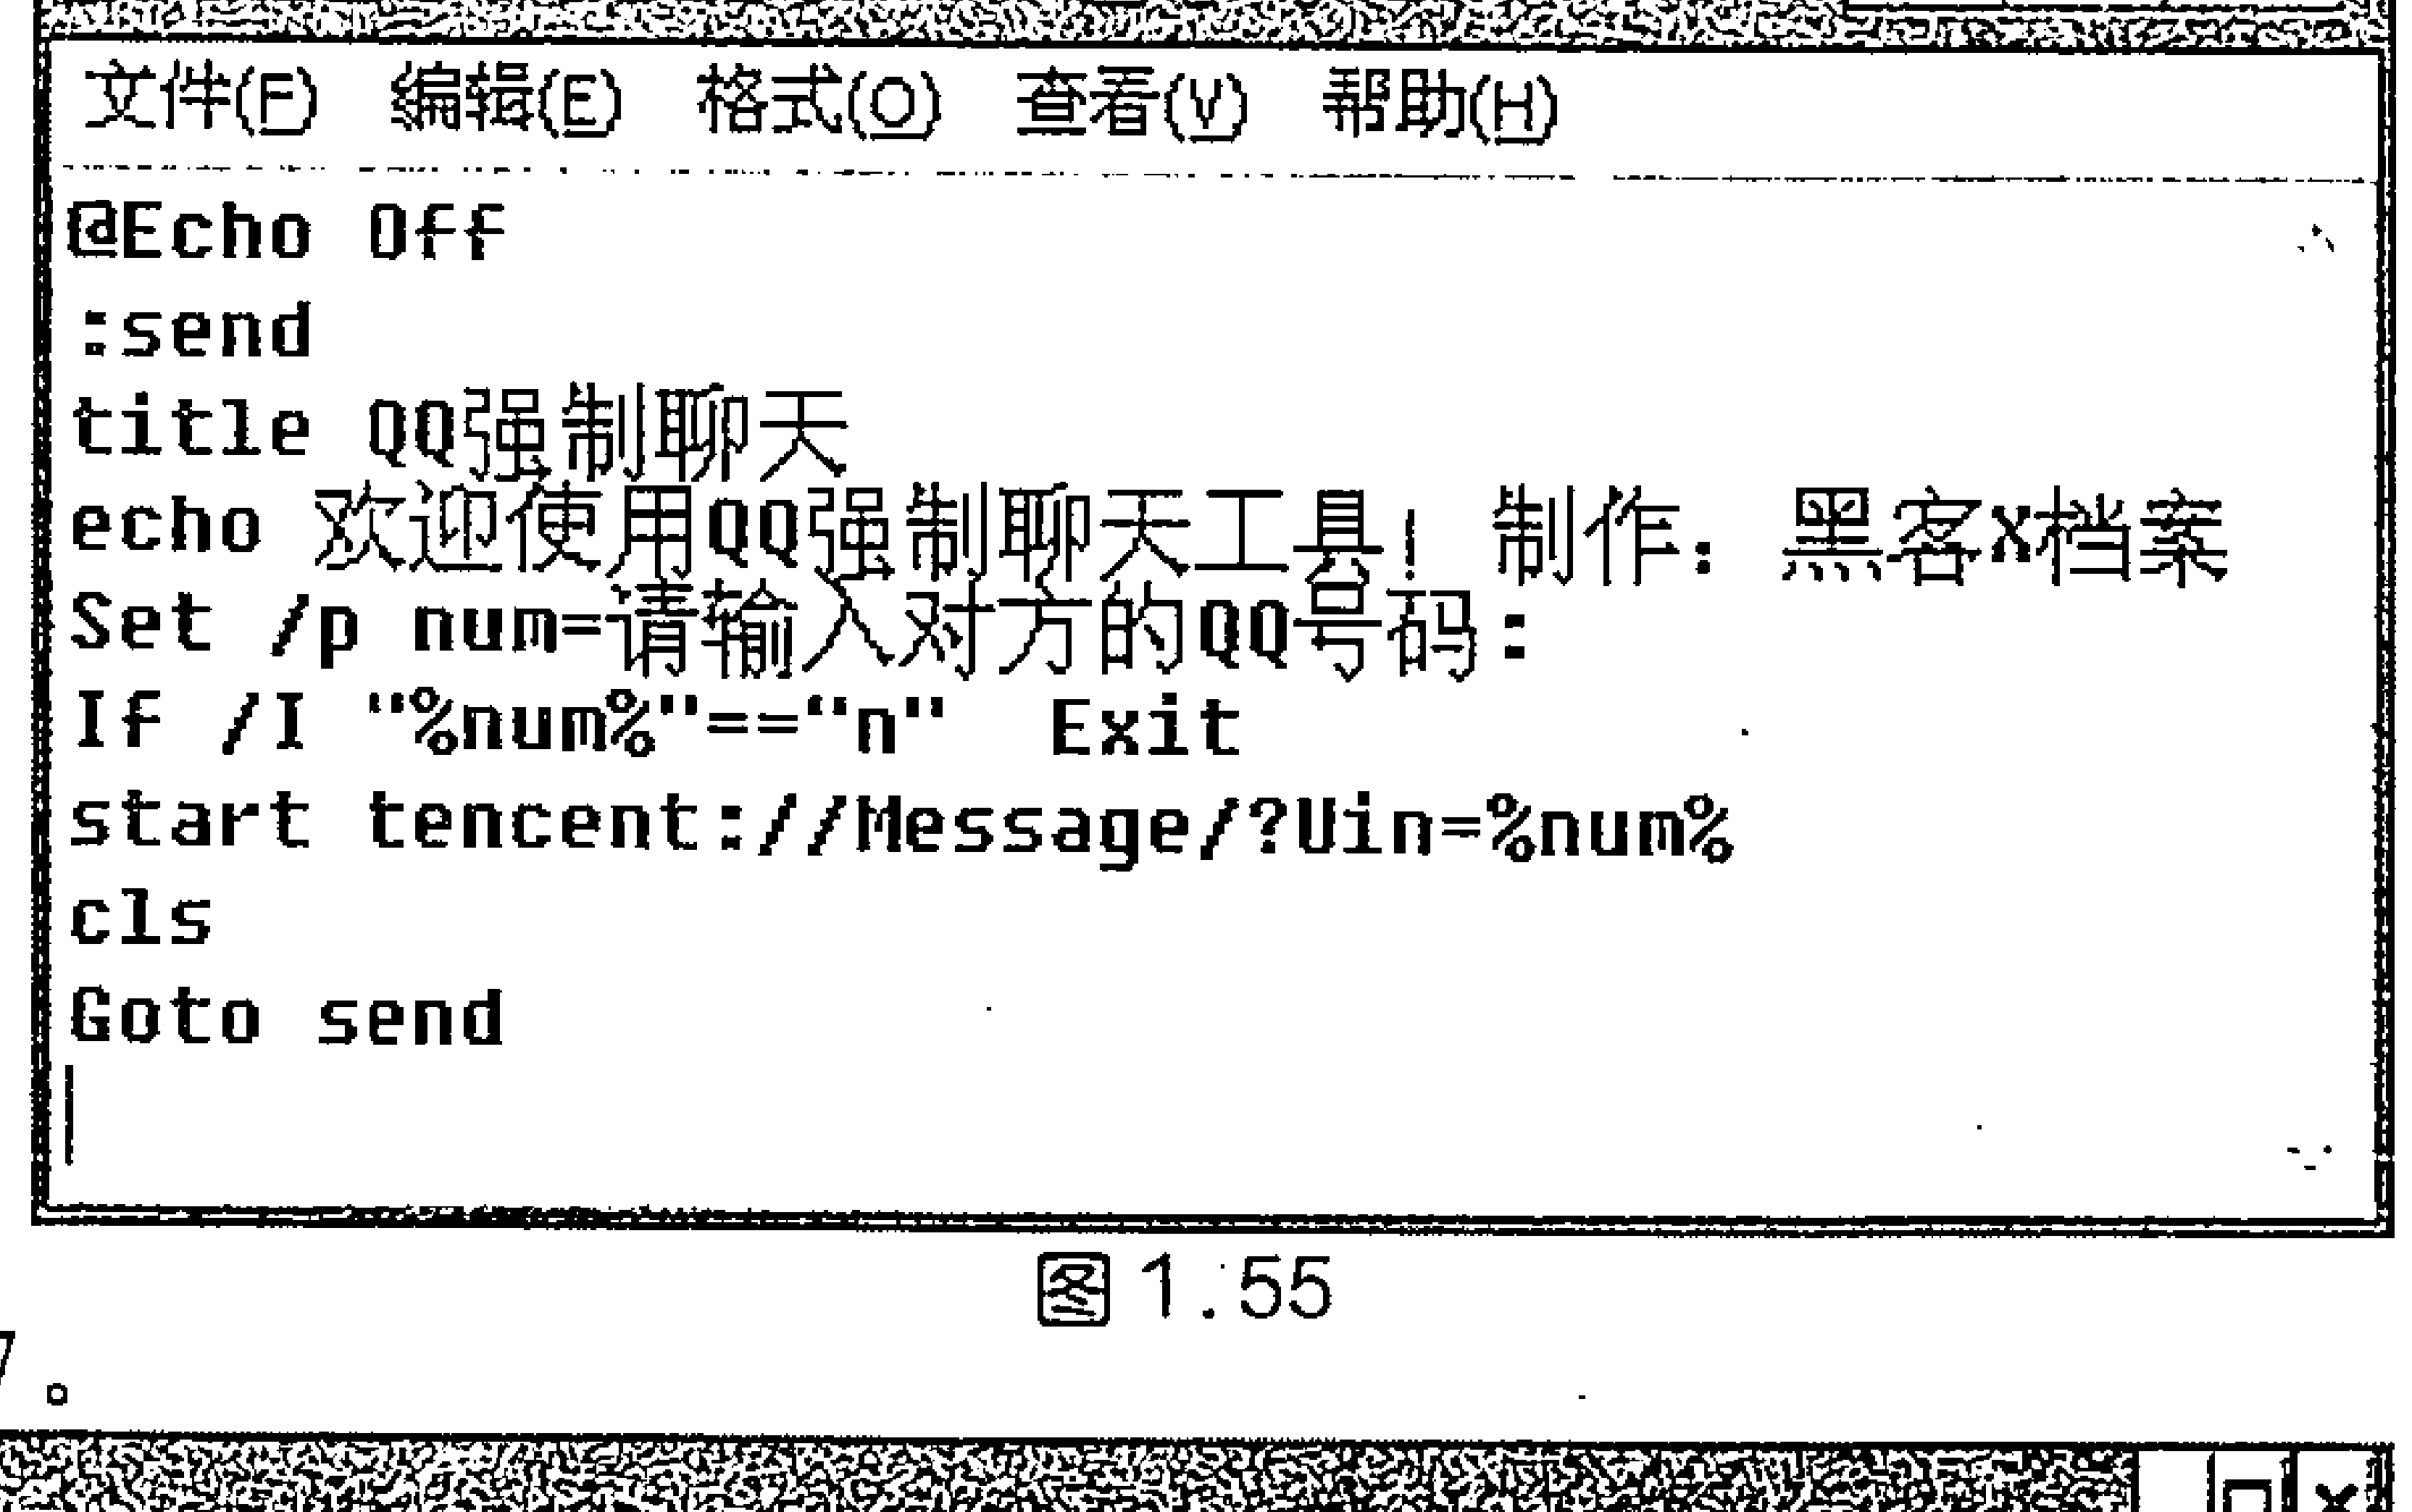 文件(F) 编辑(E) 格式(O) 查看(V) 帮助(H)
@Echo Off
:send
title QQ强制聊天
echo 欢迎使用QQ强制聊天工具! 制作：黑客X档案
Set /p num=请输入对方的QQ号码:
If /I "%num%"=="n"  Exit
start tencent://Message/?Uin=%num%
cls
Goto send
图 1.55
。